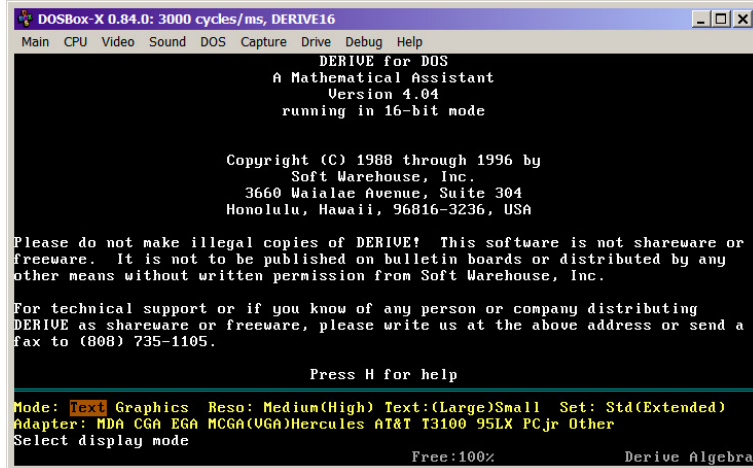 DOSBox-X 0.84.0: 3000 cycles/ms, DERIVE16
Main CPU Video Sound DOS Capture Drive Debug Help
DERIVE for DOS
A Mathematical Assistant
Version 4.04
running in 16-bit mode
Copyright (C) 1988 through 1996 by
Soft Warehouse, Inc.
3660 Waialae Avenue, Suite 304
Honolulu, Hawaii, 96816-3236, USA
Please do not make illegal copies of DERIVE! This software is not shareware or
freeware. It is not to be published on bulletin boards or distributed by any
other means without written permission from Soft Warehouse, Inc.
For technical support or if you know of any person or company distributing
DERIVE as shareware or freeware, please write us at the above address or send a
fax to (808) 735-1105.
Press H for help
Mode: Text Graphics Reso: Medium(High) Text:(Large)Small Set: Std(Extended)
Adapter: MDA CGA EGA MCGA(VGA)Hercules AT&T T3100 95LX PCjr Other
Select display mode
Free:100% Derive Algebra